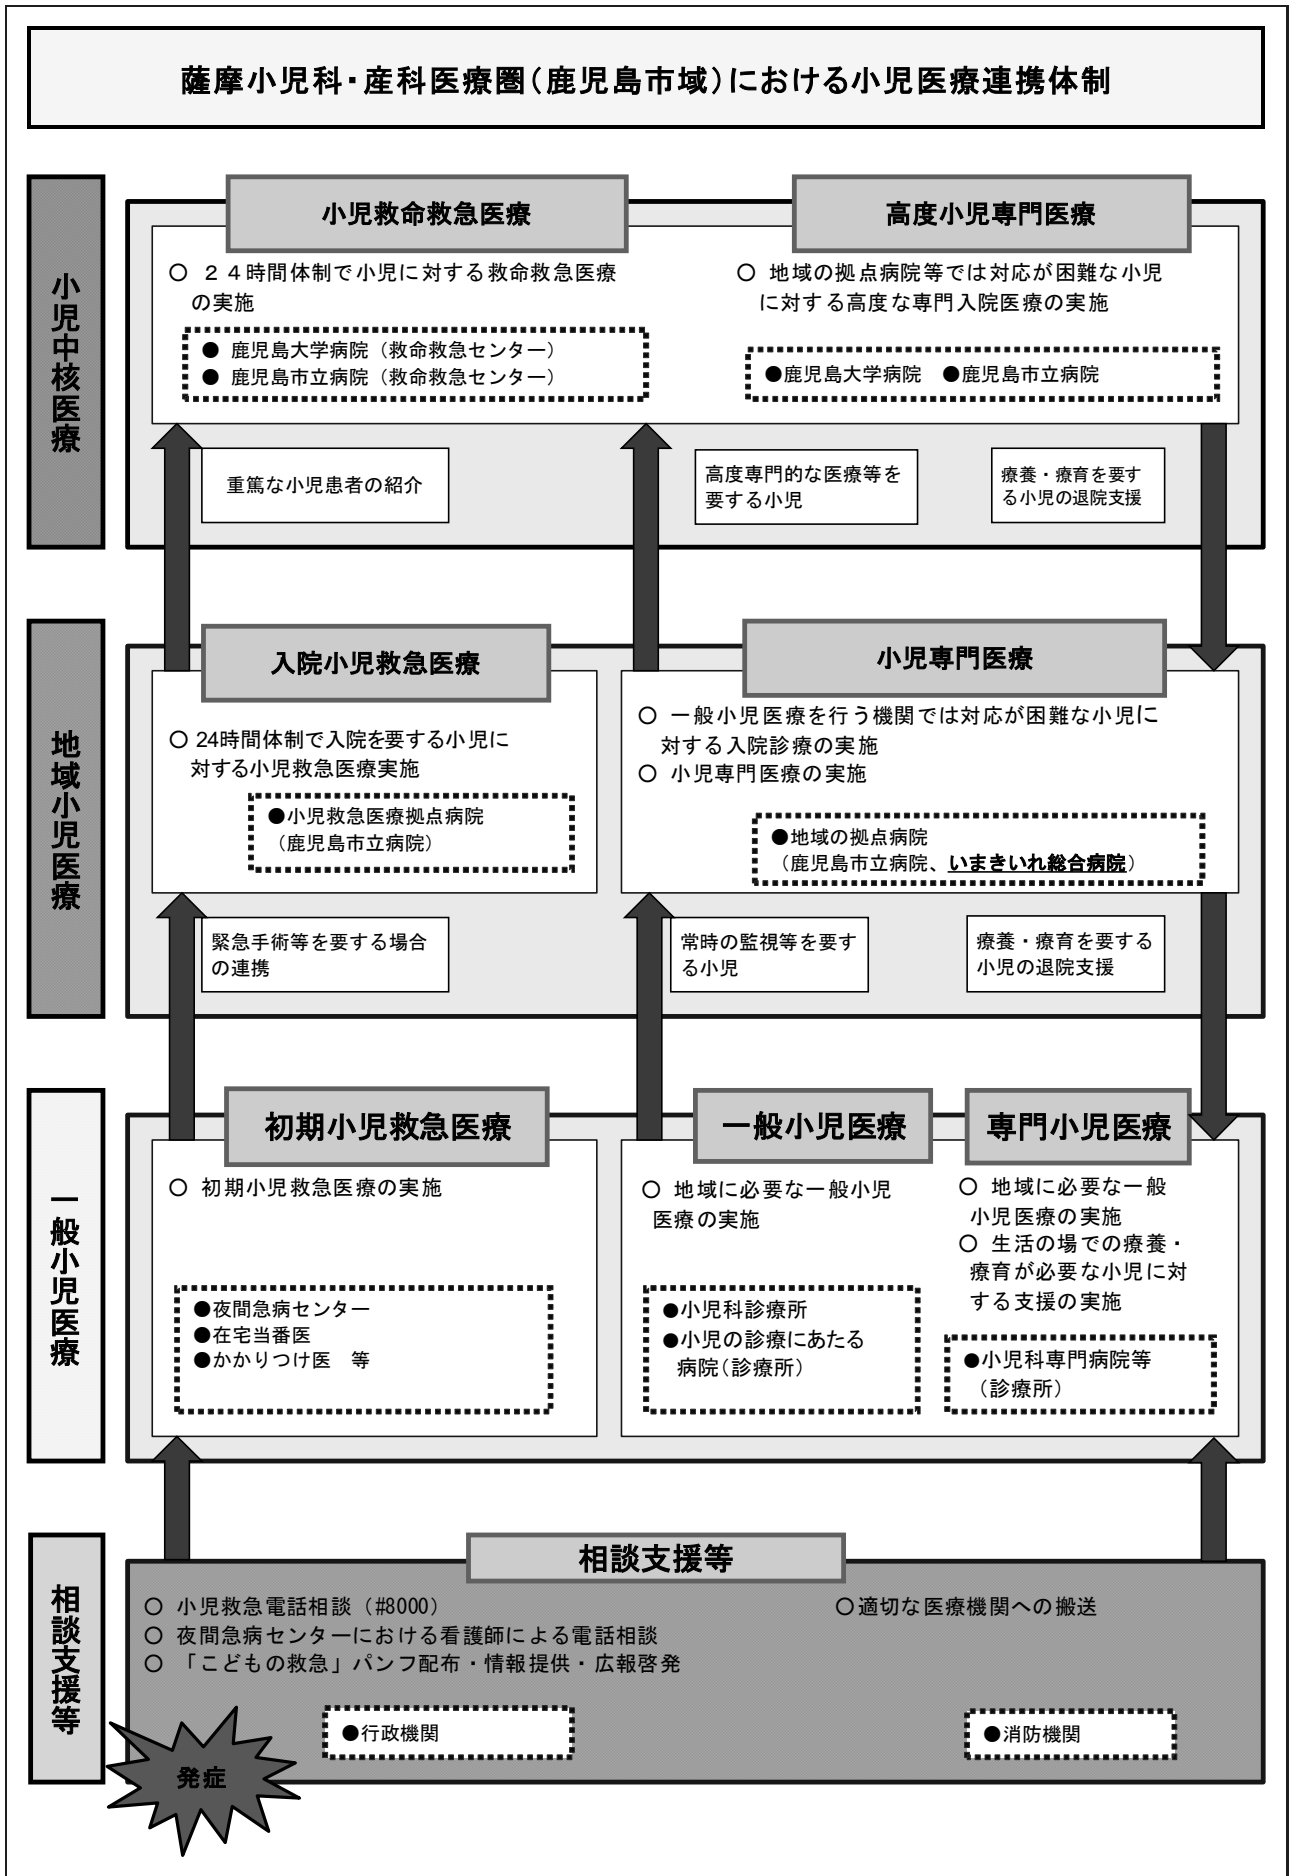 薩摩小児科・産科医療圏（鹿児島市域）における小児医療連携体制
小児中核医療
小児救命救急医療
○ ２４時間体制で小児に対する救命救急医療
の実施
● 鹿児島大学病院（救命救急センター）
● 鹿児島市立病院（救命救急センター）
高度小児専門医療
○ 地域の拠点病院等では対応が困難な小児
に対する高度な専門入院医療の実施
●鹿児島大学病院 ●鹿児島市立病院
重篤な小児患者の紹介
高度専門的な医療等を
要する小児
療養・療育を要す
る小児の退院支援
地域小児医療
入院小児救急医療
○ 24時間体制で入院を要する小児に
対する小児救急医療実施
●小児救急医療拠点病院
（鹿児島市立病院）
小児専門医療
○ 一般小児医療を行う機関では対応が困難な小児に
対する入院診療の実施
○ 小児専門医療の実施
●地域の拠点病院
（鹿児島市立病院、いまきいれ総合病院）
緊急手術等を要する場合
の連携
常時の監視等を要す
る小児
療養・療育を要する
小児の退院支援
一般小児医療
初期小児救急医療
○ 初期小児救急医療の実施
●夜間急病センター
●在宅当番医
●かかりつけ医 等
一般小児医療
○ 地域に必要な一般小児
医療の実施
●小児科診療所
●小児の診療にあたる
病院（診療所）
専門小児医療
○ 地域に必要な一般
小児医療の実施
○ 生活の場での療養・
療育が必要な小児に対
する支援の実施
●小児科専門病院等
（診療所）
相談支援等
相談支援等
○ 小児救急電話相談（#8000）
○ 夜間急病センターにおける看護師による電話相談
○ 「こどもの救急」パンフ配布・情報提供・広報啓発
●行政機関
○適切な医療機関への搬送
●消防機関
発症